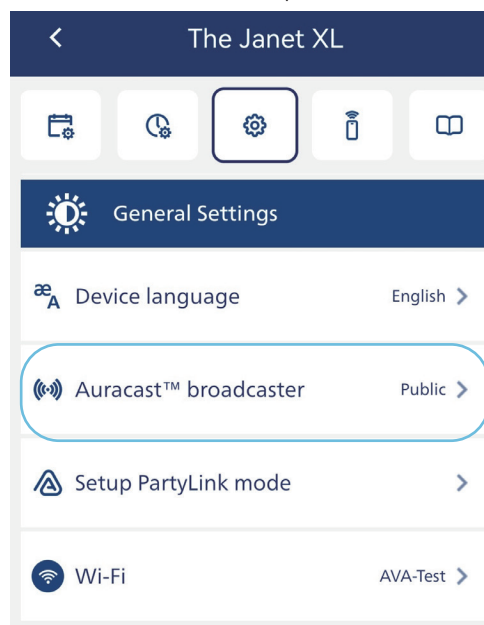 The Janet XL
General Settings
Device language English
Auracast™ broadcaster Public
Setup PartyLink mode
Wi-Fi AVA-Test